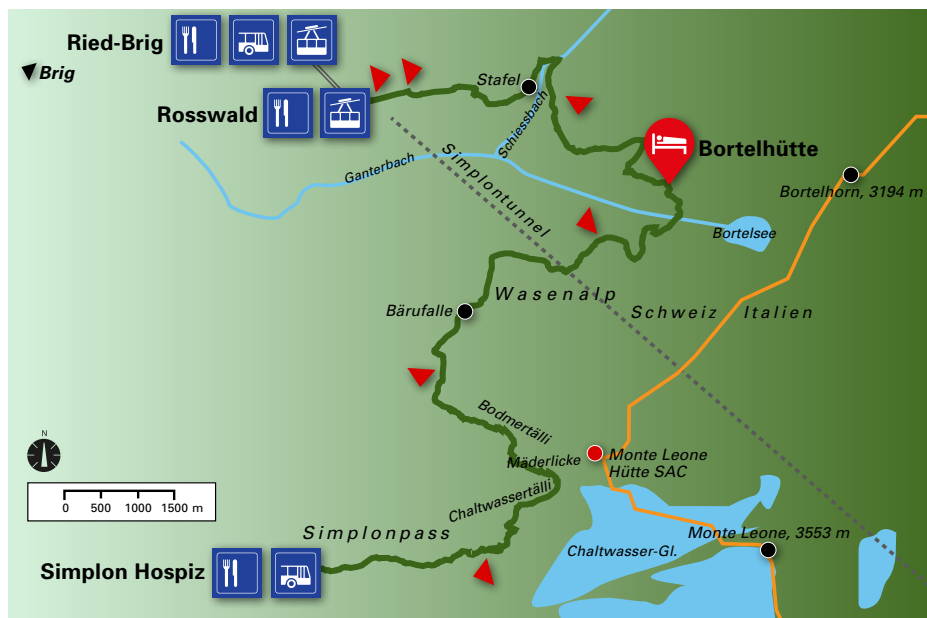 Ried-Brig
Brig
Rosswald
Stafel
Schiessbach
Simplontunnel
Ganterbach
Bortelhütte
Bortelhorn, 3194 m
Bortelsee
Wasenalp
Schweiz Italien
Bärufalle
Bodmertälli
Mäderlicke
Monte Leone
Hütte SAC
Chaltwassertälli
N
0 500 1000 1500 m
Simplonpass
Monte Leone, 3553 m
Chaltwasser-Gl.
Simplon Hospiz